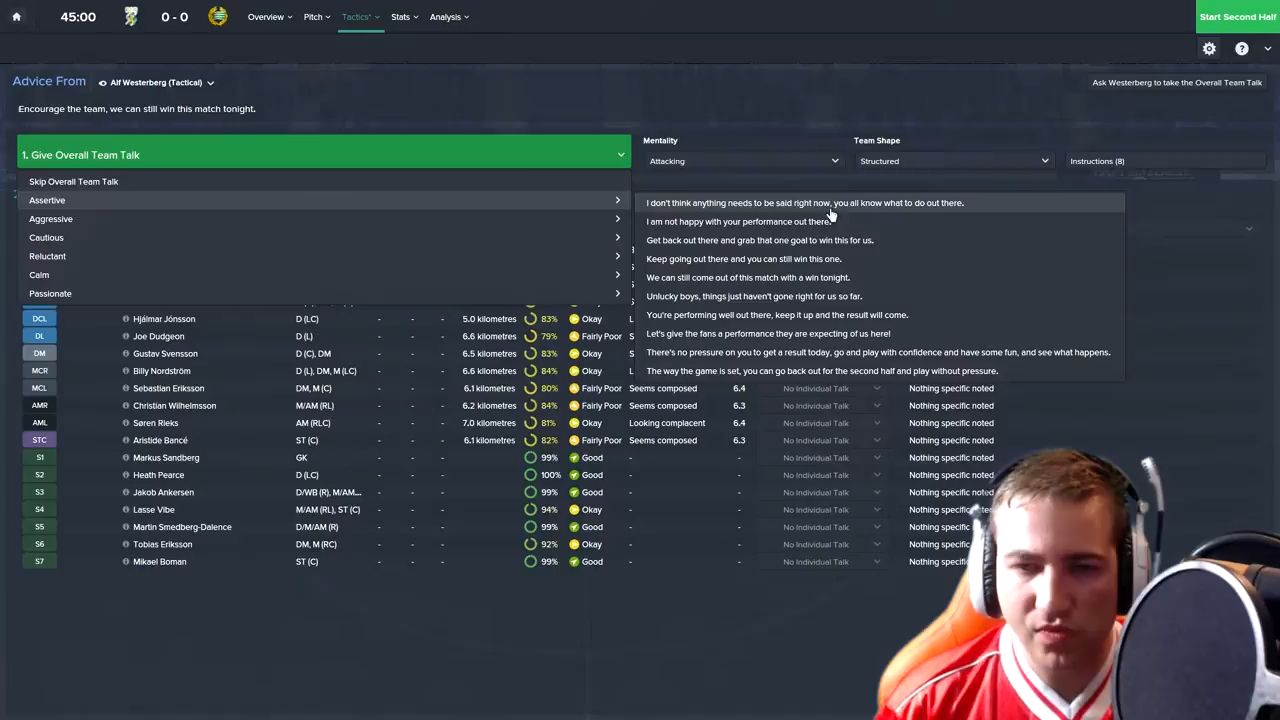 45:00
0 - 0
Overview
Pitch
Tactics*
Stats
Analysis
Start Second Half
Advice From
Alf Westerberg (Tactical)
Ask Westerberg to take the Overall Team Talk
Encourage the team, we can still win this match tonight.
1. Give Overall Team Talk
Mentality
Attacking
Team Shape
Structured
Instructions (8)
Skip Overall Team Talk
Assertive
Aggressive
Cautious
Reluctant
Calm
Passionate
I don't think anything needs to be said right now, you all know what to do out there.
I am not happy with your performance out there.
Get back out there and grab that one goal to win this for us.
Keep going out there and you can still win this one.
We can still come out of this match with a win tonight.
Unlucky boys, things just haven't gone right for us so far.
You're performing well out there, keep it up and the result will come.
Let's give the fans a performance they are expecting of us here!
There's no pressure on you to get a result today, go and play with confidence and have some fun, and see what happens.
The way the game is set, you can go back out for the second half and play without pressure.
DCL Hjálmar Jónsson D (LC) - - - 5.0 kilometres 83% Okay
DL Joe Dudgeon D (L) - - - 6.6 kilometres 79% Fairly Poor
DM Gustav Svensson D (C), DM - - - 6.5 kilometres 83% Okay
MCR Billy Nordström D (L), DM, M (LC) - - - 6.6 kilometres 84% Okay
MCL Sebastian Eriksson DM, M (C) - - - 6.1 kilometres 80% Fairly Poor Seems composed 6.4 No Individual Talk Nothing specific noted
AMR Christian Wilhelmsson M/AM (RL) - - - 6.2 kilometres 84% Fairly Poor Seems composed 6.3 No Individual Talk Nothing specific noted
AML Søren Rieks AM (RLC) - - - 7.0 kilometres 81% Okay Looking complacent 6.4 No Individual Talk Nothing specific noted
STC Aristide Bancé ST (C) - - - 6.1 kilometres 82% Fairly Poor Seems composed 6.3 No Individual Talk Nothing specific noted
S1 Markus Sandberg GK 99% Good - - No Individual Talk Nothing specific noted
S2 Heath Pearce D (LC) 100% Good - - No Individual Talk Nothing specific noted
S3 Jakob Ankersen D/WB (R), M/AM... 99% Good - - No Individual Talk Nothing specific noted
S4 Lasse Vibe M/AM (RL), ST (C) 94% Okay - - No Individual Talk Nothing specific noted
S5 Martin Smedberg-Dalence D/M/AM (R) 99% Good - - No Individual Talk Nothing specific noted
S6 Tobias Eriksson DM, M (RC) 92% Okay - - No Individual Talk Nothing specific noted
S7 Mikael Boman ST (C) 99% Good - - No Individual Talk Nothing specific